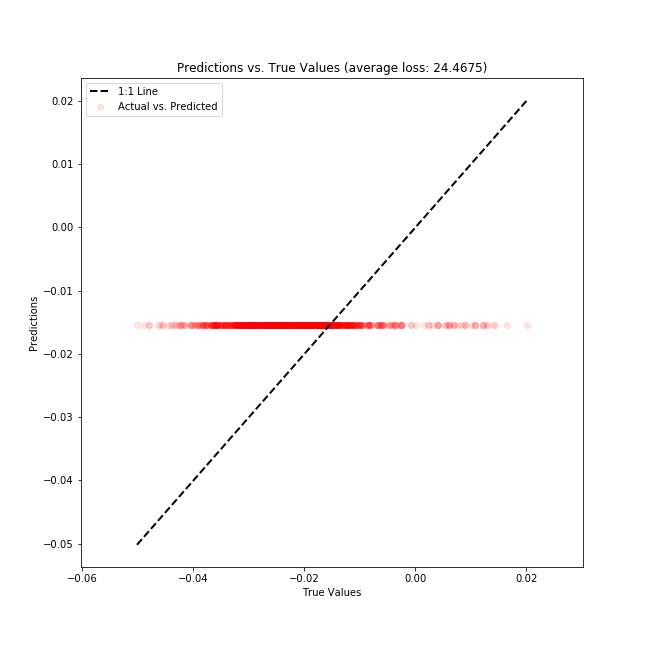 Predictions vs. True Values (average loss: 24.4675)
1:1 Line
Actual vs. Predicted
0.02
0.01
0.00
−0.01
−0.02
−0.03
−0.04
−0.05
Predictions
−0.06 −0.04 −0.02 0.00 0.02
True Values